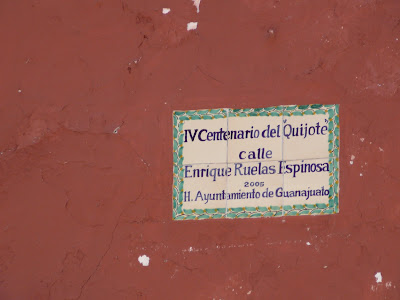 IV Centenario del "Quijote"
calle
Enrique Ruelas Espinosa
2005
H. Ayuntamiento de Guanajuato